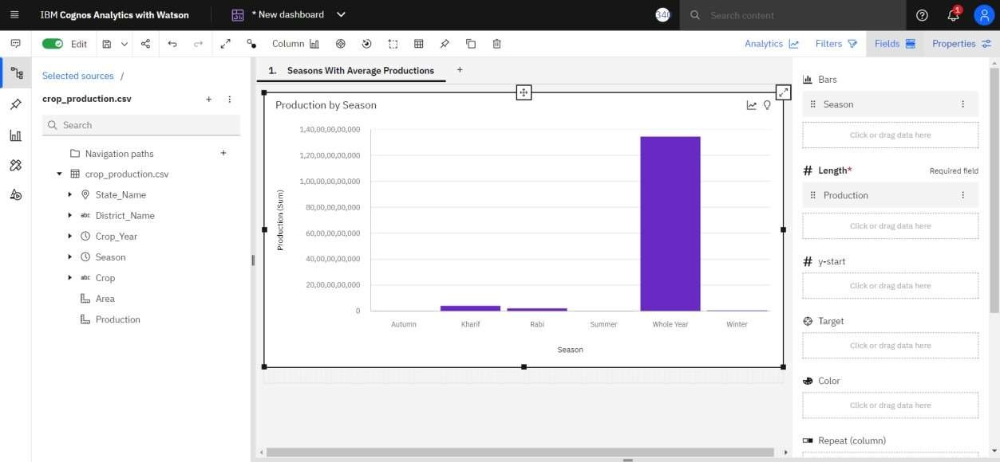 IBM Cognos Analytics with Watson
* New dashboard
340
Search content
1
Edit
Column
Analytics
Filters
Fields
Properties
Selected sources /
crop_production.csv
Search
Navigation paths
crop_production.csv
State_Name
abc District_Name
Crop_Year
Season
abc Crop
Area
Production
1. Seasons With Average Productions
Production by Season
Production (Sum)
1,40,00,00,00,000
1,20,00,00,00,000
1,00,00,00,00,000
80,00,00,00,000
60,00,00,00,000
40,00,00,00,000
20,00,00,00,000
0
Autumn Kharif Rabi Summer Whole Year Winter
Season
Bars
Season
Click or drag data here
# Length* Required field
Production
Click or drag data here
# y-start
Click or drag data here
Target
Click or drag data here
Color
Click or drag data here
Repeat (column)